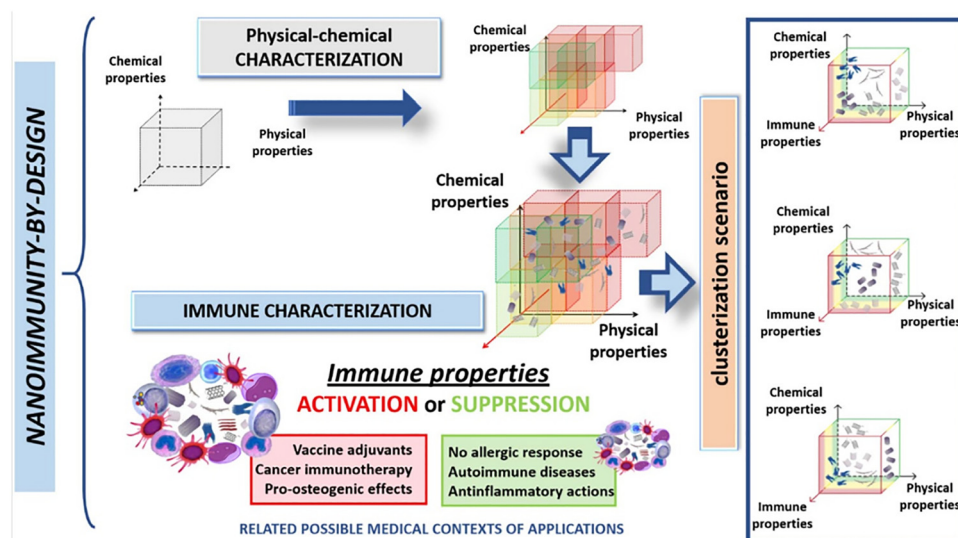 NANOIMMUNITY-BY-DESIGN
Physical-chemical
CHARACTERIZATION
Chemical
properties
Physical
properties
Physical
properties
Chemical
properties
Physical
properties
IMMUNE CHARACTERIZATION
Immune properties
ACTIVATION or SUPPRESSION
Vaccine adjuvants
Cancer immunotherapy
Pro-osteogenic effects
No allergic response
Autoimmune diseases
Antinflammatory actions
RELATED POSSIBLE MEDICAL CONTEXTS OF APPLICATIONS
clusterization scenario
Chemical
properties
Immune
properties
Physical
properties
Chemical
properties
Immune
properties
Physical
properties
Chemical
properties
Immune
properties
Physical
properties